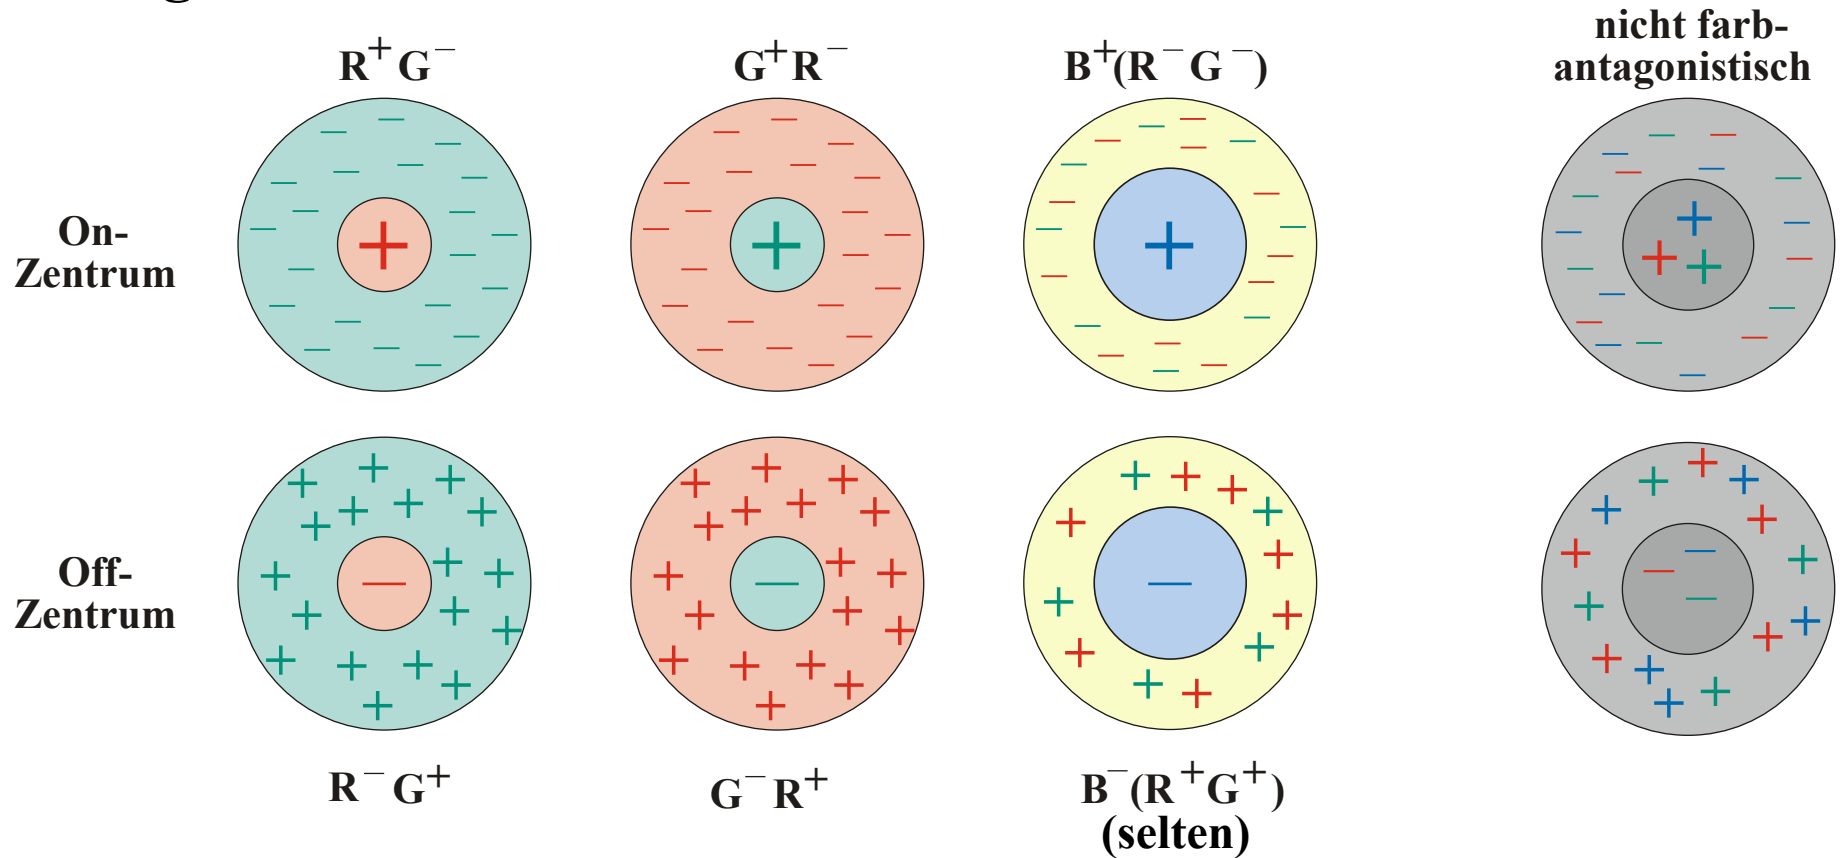 nicht farb-
antagonistisch
R⁺G⁻
G⁺R⁻
B⁺(R⁻G⁻)
On-
Zentrum
Off-
Zentrum
R⁻G⁺
G⁻R⁺
B⁻(R⁺G⁺)
(selten)